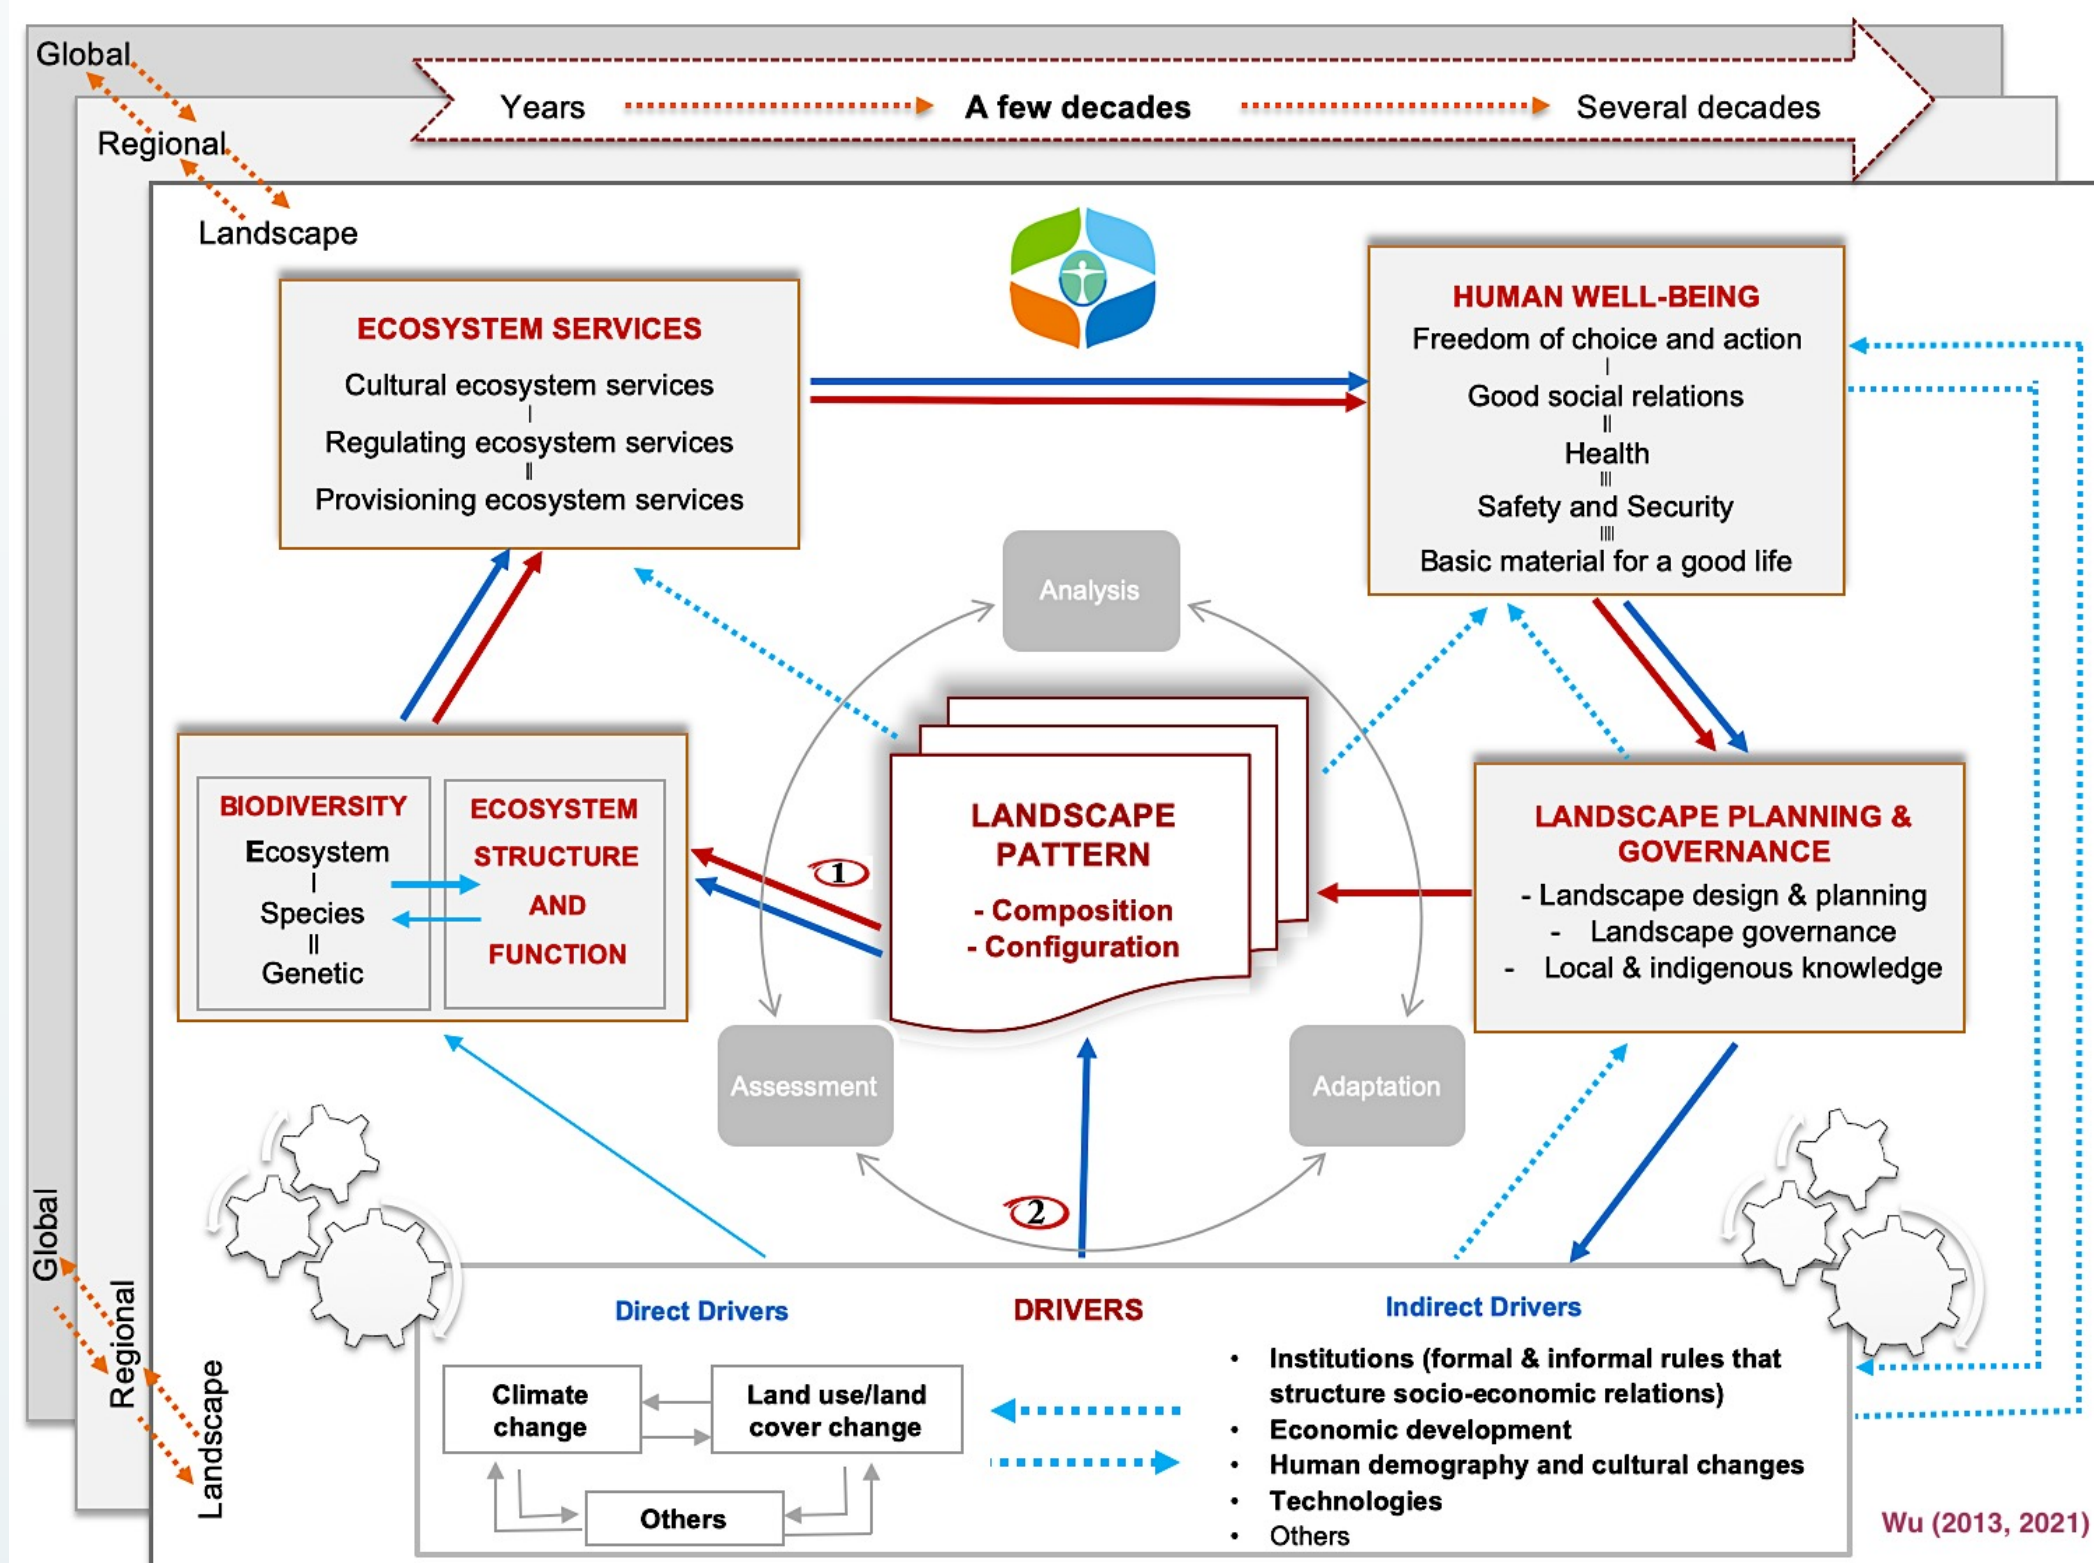 Global
Regional
Landscape
Years
A few decades
Several decades
ECOSYSTEM SERVICES
Cultural ecosystem services
Regulating ecosystem services
Provisioning ecosystem services
HUMAN WELL-BEING
Freedom of choice and action
Good social relations
Health
Safety and Security
Basic material for a good life
Analysis
BIODIVERSITY
Ecosystem
Species
Genetic
ECOSYSTEM
STRUCTURE
AND
FUNCTION
1
LANDSCAPE
PATTERN
- Composition
- Configuration
LANDSCAPE PLANNING &
GOVERNANCE
- Landscape design & planning
- Landscape governance
- Local & indigenous knowledge
Assessment
Adaptation
2
Global
Regional
Landscape
Direct Drivers
DRIVERS
Indirect Drivers
Climate
change
Land use/land
cover change
Others
• Institutions (formal & informal rules that
structure socio-economic relations)
• Economic development
• Human demography and cultural changes
• Technologies
• Others
Wu (2013, 2021)